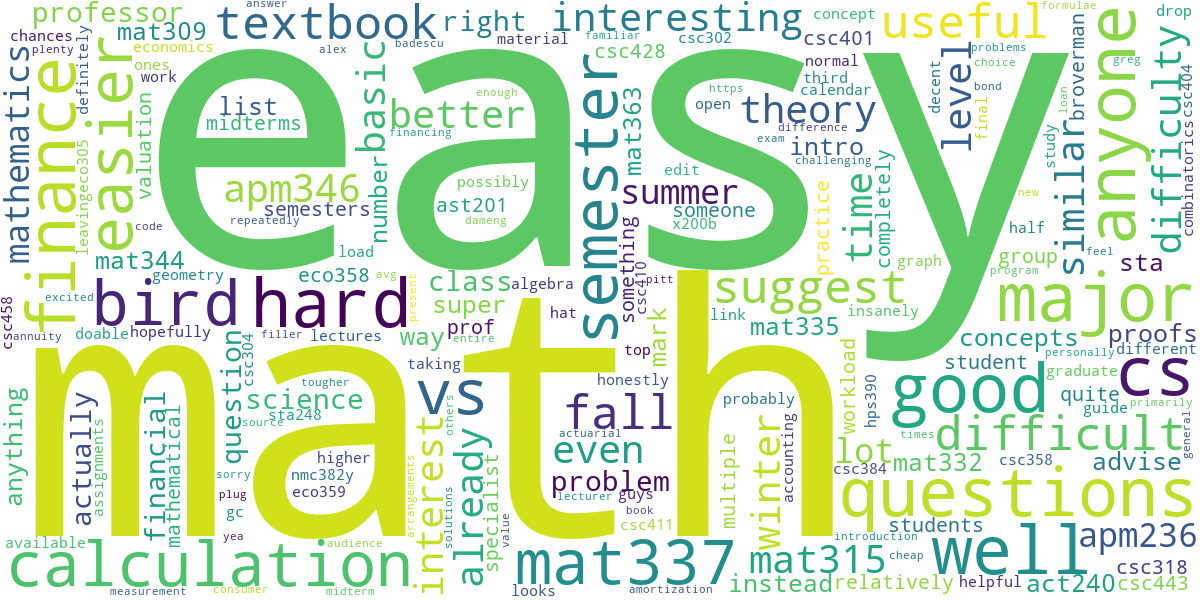 easy
math
professor
mat309
textbook
right
interesting
concept
useful
answer
formulae
chances
economics
alex
badescu
material
csc302
familiar
csc428
csc401
problems
drop
plenty
definitely
ones
work
normal
third
calendar
choice
greg
list
midterms
basic
better
enough
financing
https
open
theory
difference
exam
challenging
intro
level
decent
final
bond
loan
study
similar
broverman
anyone
difficulty
csc404
combinatorics
mathematics
finance
leavingeco305
easier
valuation
apm346
semesters
repeatedly
number
possibly
ast201
dameng
semester
mat363
edit
summer
someone
x200b
practice
time
completely
code
new
half
feel
mat344
geometry
load
eco358
avg
class
algebra
something
csc410
pitt
graph
group
program
sta
csc458
excited
annuity
bird
hard
present
super
hat
suggest
insanely
major
doable
hopefully
filler
lectures
prof
entire
way
mark
link
mat335
concepts
proofs
csc304
taking
top
personally
different
student
cs
anything
actually
assignments
financial
mathematical
question
science
tougher
sta248
source
vs
honestly
fall
probably
workload
hps390
good
graduate
quite
guide
primarily
times
general
interest
others
already
actuarial
even
winter
accounting
difficult
higher
nmc382y
eco359
arrangements
specialist
problem
lecturer
guys
book
multiple
csc384
lot
mat332
csc358
advise
sorry
plug
gc
yea
solutions
value
csc411
questions
students
available
audience
mat337
introduction
cheap
well
apm236
csc318
calculation
measurement
consumer
midterm
looks
amortization
mat315
instead
relatively
helpful
act240
csc443